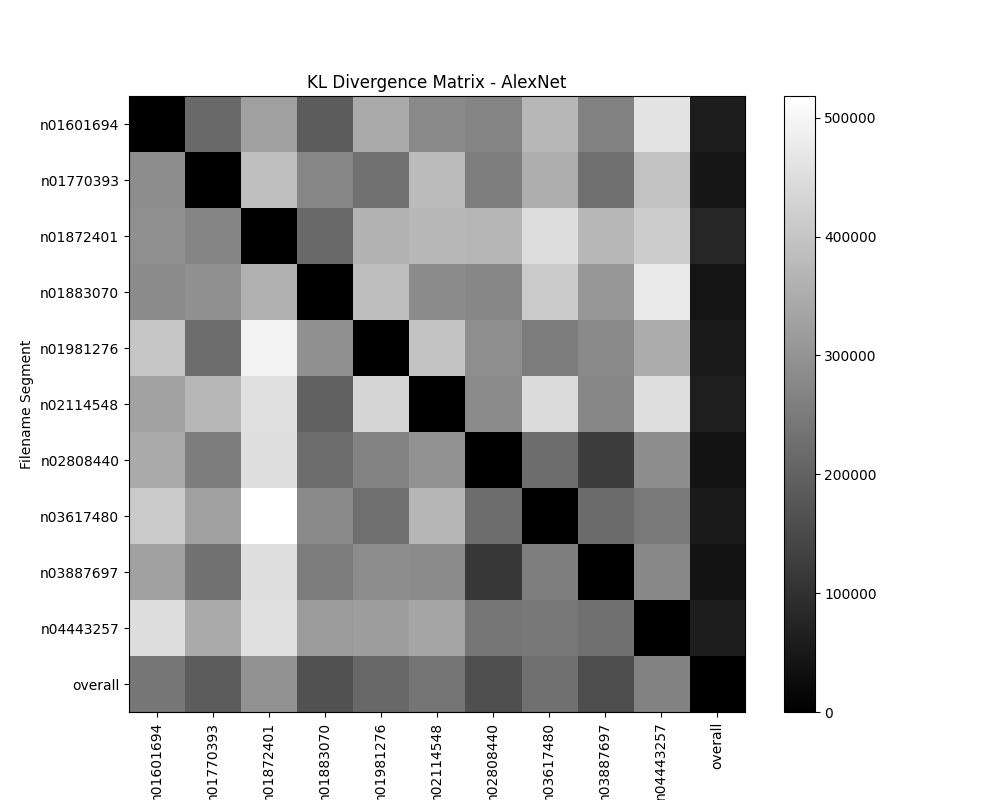 KL Divergence Matrix - AlexNet
Filename Segment
n01601694
n01770393
n01872401
n01883070
n01981276
n02114548
n02808440
n03617480
n03887697
n04443257
overall
n01601694
n01770393
n01872401
n01883070
n01981276
n02114548
n02808440
n03617480
n03887697
n04443257
overall
500000
400000
300000
200000
100000
0